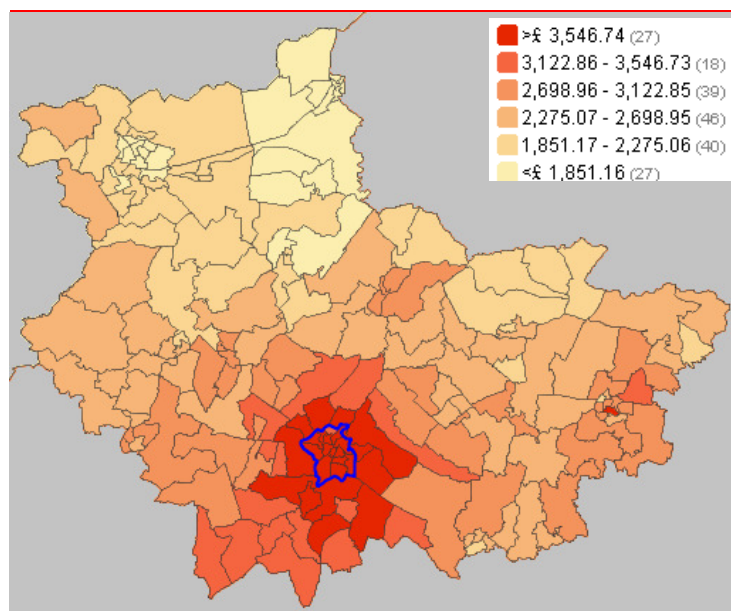 >£ 3,546.74 (27)
3,122.86 - 3,546.73 (18)
2,698.96 - 3,122.85 (39)
2,275.07 - 2,698.95 (46)
1,851.17 - 2,275.06 (40)
<£ 1,851.16 (27)